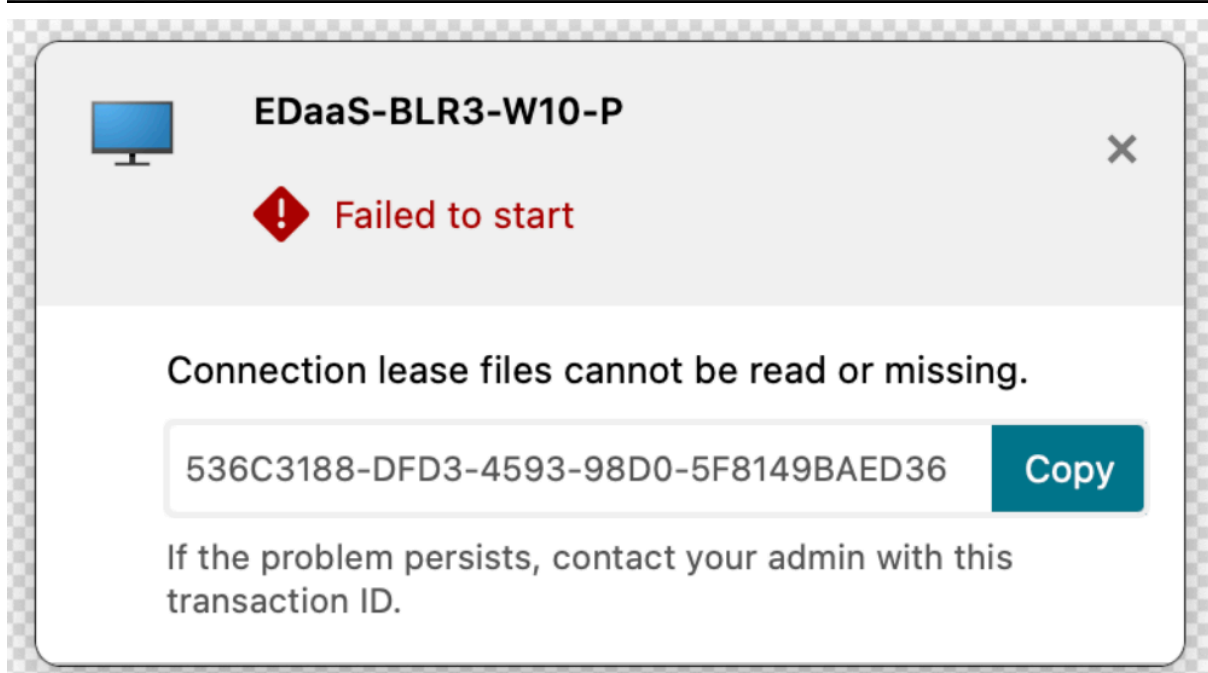 EDaaS-BLR3-W10-P
Failed to start
Connection lease files cannot be read or missing.
536C3188-DFD3-4593-98D0-5F8149BAED36
Copy
If the problem persists, contact your admin with this
transaction ID.